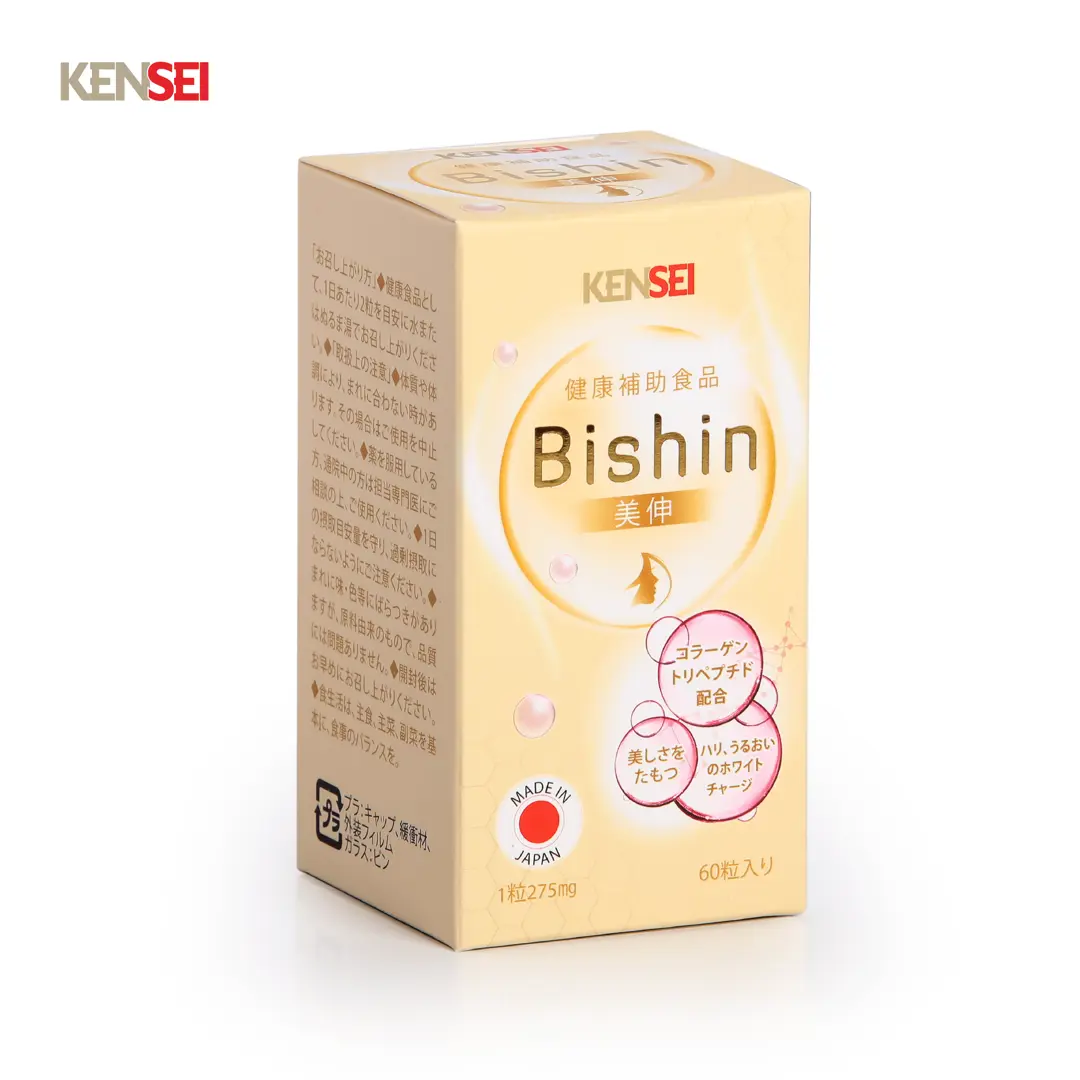 KENSEI
KENSEI
健康補助食品
Bishin
美伸
KENSEI
健康補助食品
Bishin
美伸
コラーゲン
トリペプチド
配合
美しさを
たもつ
ハリ、うるおい
のホワイト
チャージ
MADE IN
JAPAN
1粒275mg
60粒入り
「お召し上がり方」◆健康食品とし
て、1日あたり2粒を目安に水また
はぬるま湯でお召し上がりくださ
い。◆「取扱上の注意」◆体質や体
調により、まれに合わない時があ
ります。その場合はご使用を中止
してください。◆薬を服用している
方、通院中の方は担当専門医にご
相談の上、ご使用ください。◆1日
の摂取目安量を守り、過剰摂取に
ならないようにご注意ください。◆
まれに味・色等にばらつきがあり
ますが、原料由来のもので、品質
には問題ありません。◆開封後は
お早めにお召し上がりください。
◆食生活は、主食、主菜、副菜を基
本に、食事のバランスを。
プラ
プラ:キャップ、緩衝材、
外装フィルム
ガラス:ビン